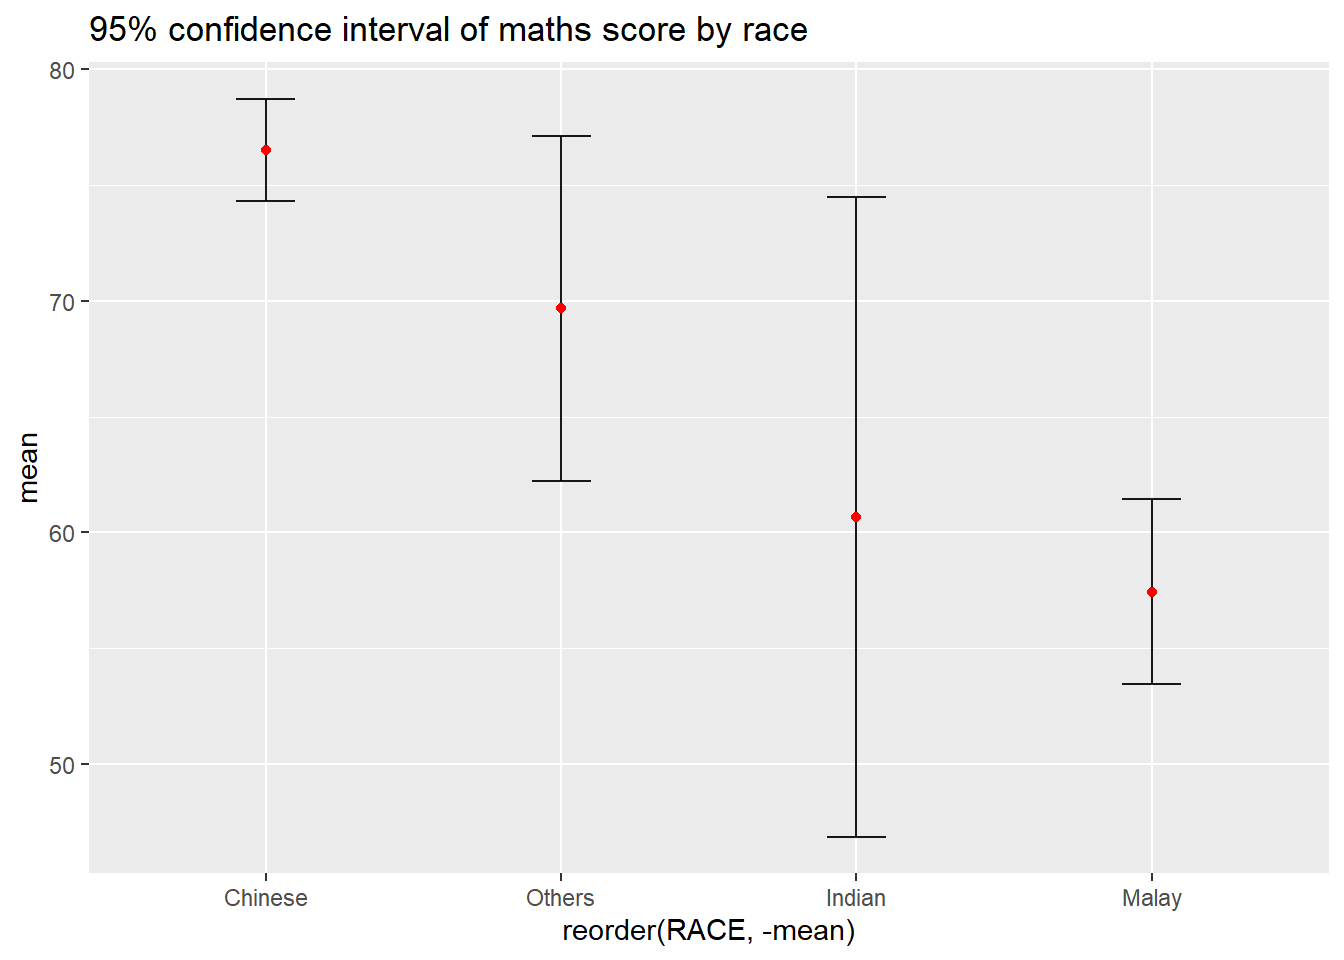 95% confidence interval of maths score by race
80
70
60
50
mean
Chinese Others Indian Malay
reorder(RACE, -mean)